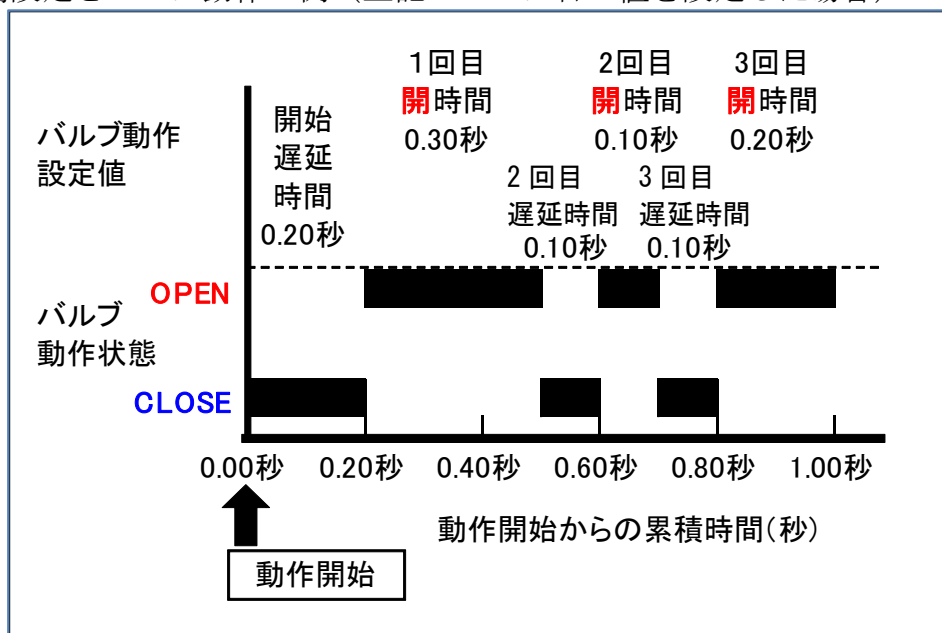 1回目
開時間
0.30秒
2回目
開時間
0.10秒
3回目
開時間
0.20秒
バルブ動作
設定値
開始
遅延
時間
0.20秒
2 回目
遅延時間
0.10秒
3 回目
遅延時間
0.10秒
OPEN
バルブ
動作状態
CLOSE
0.00秒 0.20秒 0.40秒 0.60秒 0.80秒 1.00秒
動作開始からの累積時間(秒)
動作開始